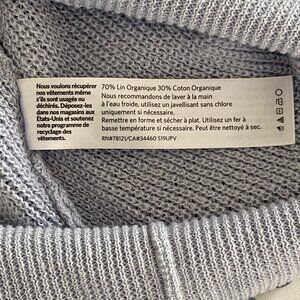 Nous voulons récupérer
nos vêtements même
s'ils sont usagés ou
déchirés. Déposez-les
dans nos magasins aux
États-Unis et soutenez
notre programme de
recyclage des
vêtements.
70% Lin Organique 30% Coton Organique
Nous recommandons de laver à la main
à l'eau froide, utilisez un javellisant sans chlore
uniquement si nécessaire.
Remettre en forme et sécher à plat. Utilisez un fer à
basse température si nécessaire. Peut être nettoyé à sec.
RN#78121/CA#34460 S19UPV